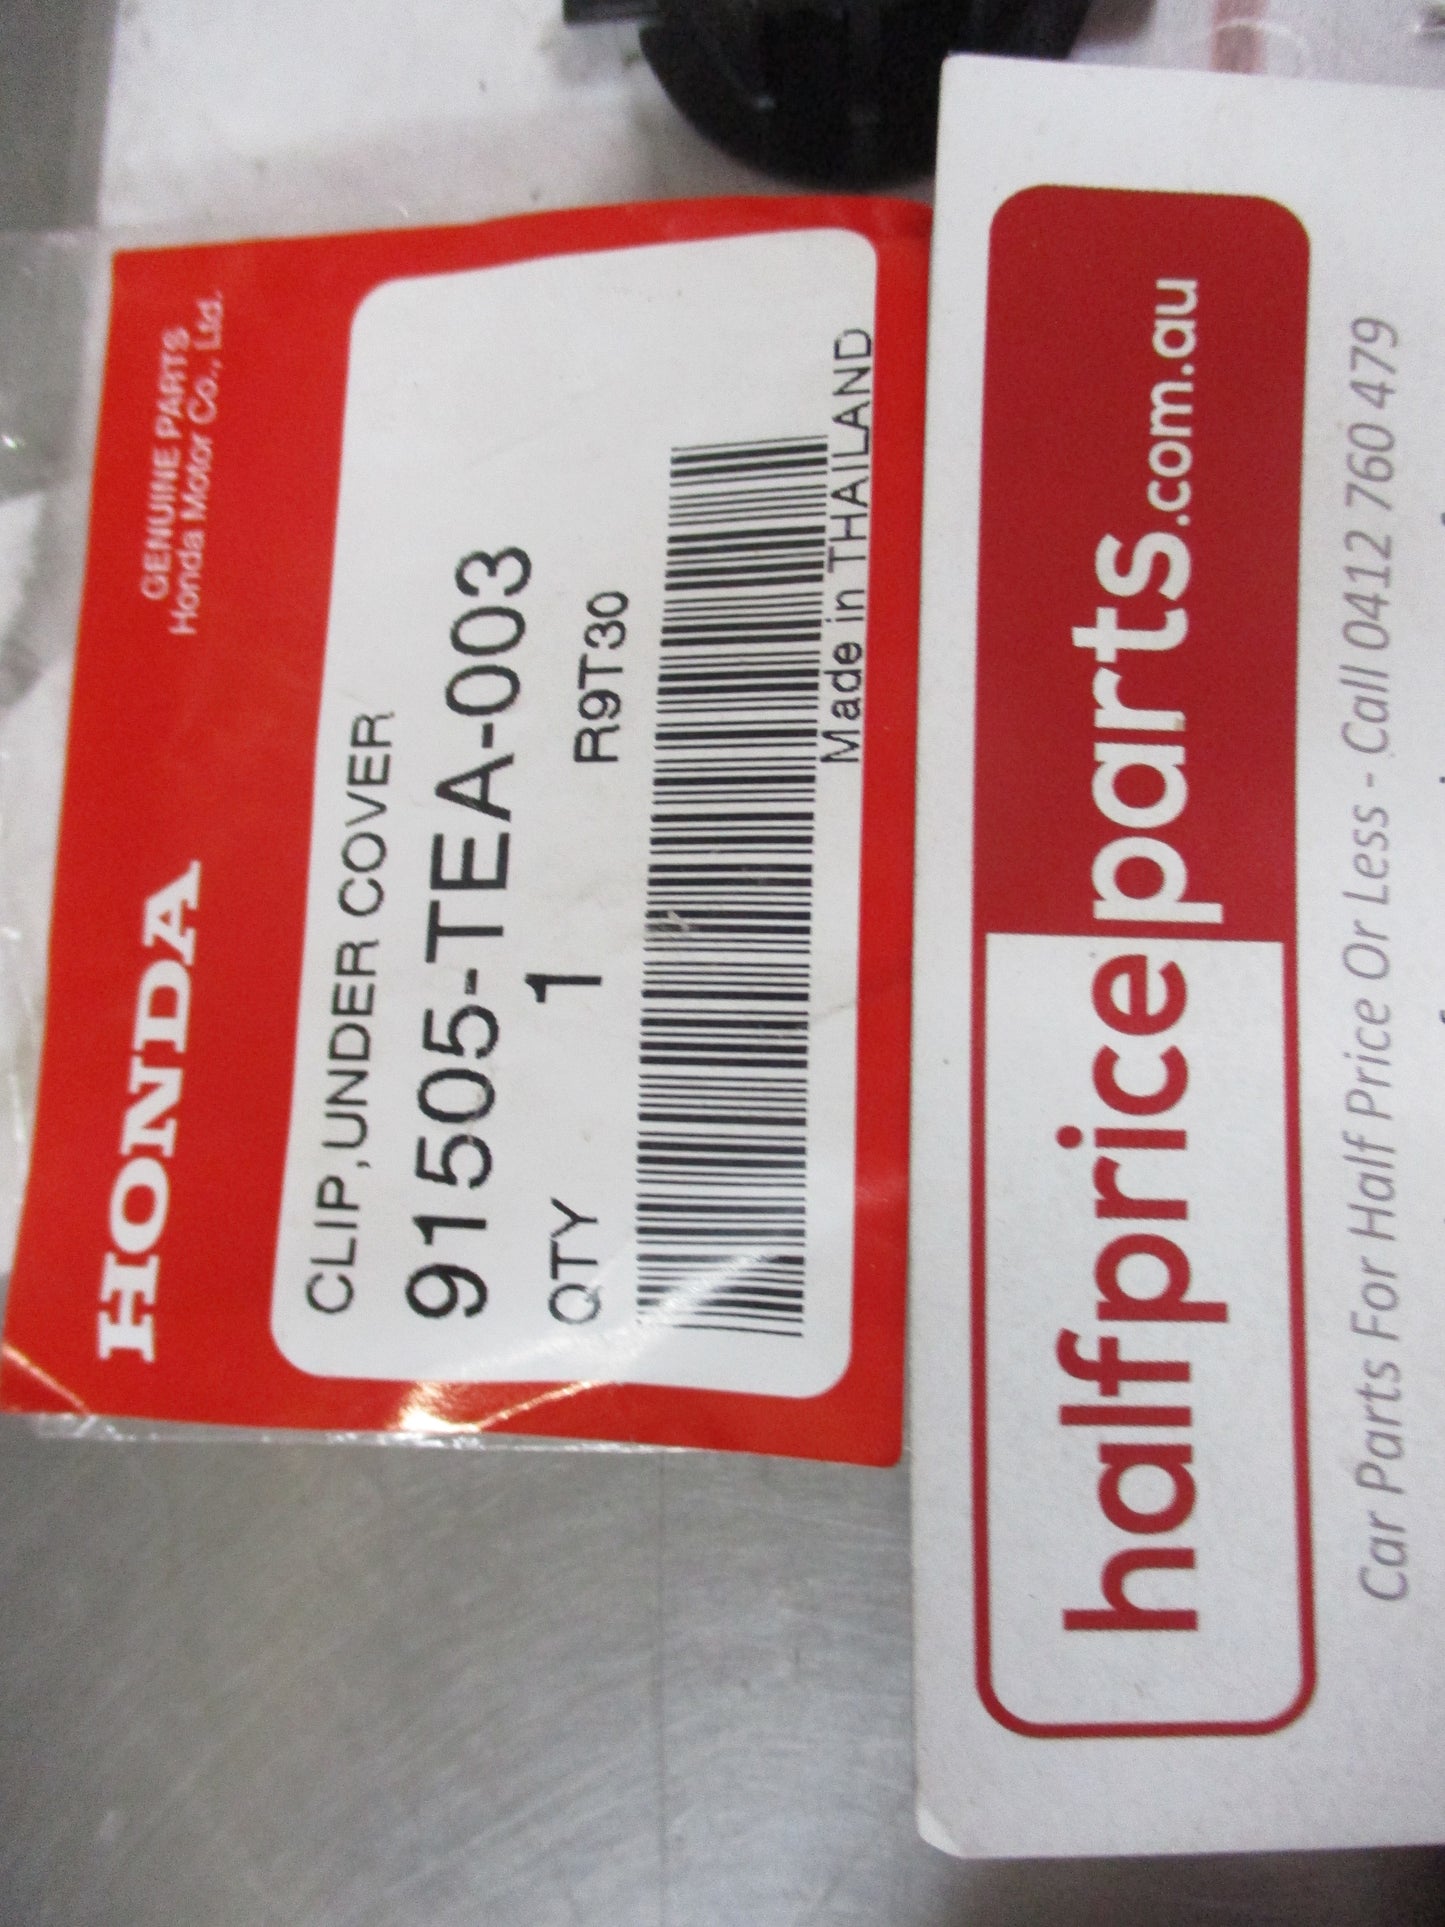 HONDA
GENUINE PARTS
Honda Motor Co., Ltd.
CLIP,UNDER COVER
91505-TEA-003
QTY 1 R9T30
Made in THAILAND
halfpriceparts.com.au
Car Parts For Half Price Or Less - Call 0412 760 479